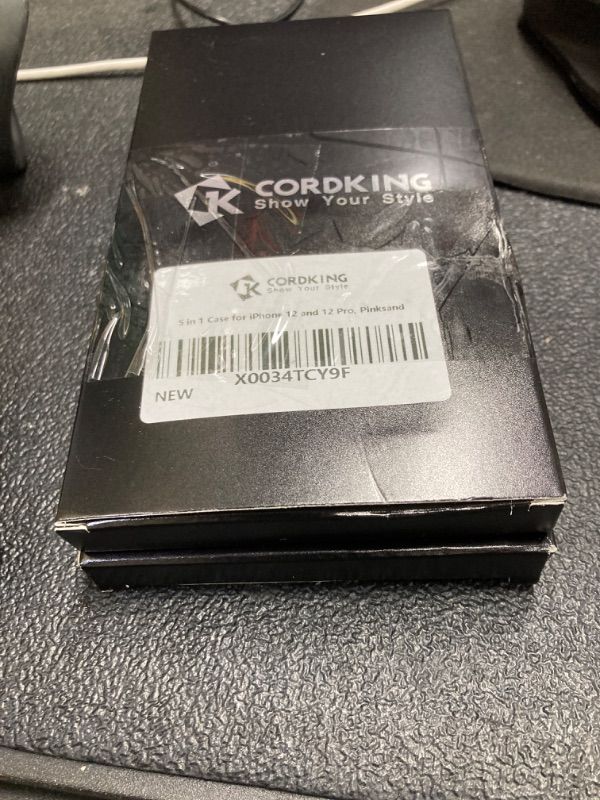 CORDKING
Show Your Style
CORDKING
Show Your Style
5 in 1 Case for iPhone 12 and 12 Pro, Pinksand
X0034TCY9F
NEW